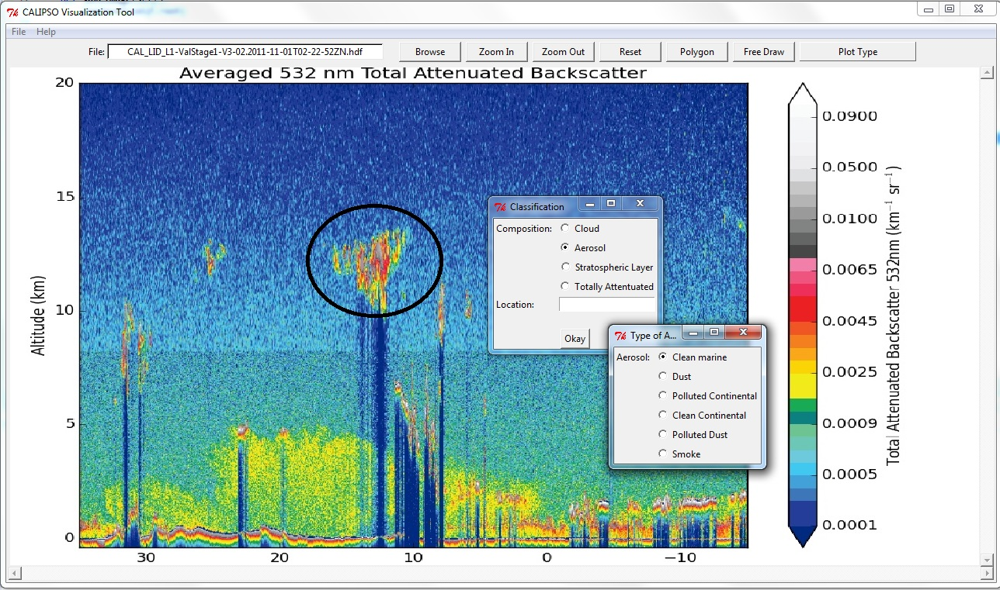 CALIPSO Visualization Tool
File Help
File: CAL_LID_L1-ValStage1-V3-02.2011-11-01T02-22-52ZN.hdf Browse Zoom In Zoom Out Reset Polygon Free Draw Plot Type
Averaged 532 nm Total Attenuated Backscatter
20
15
10
5
0
Altitude (km)
30 20 10 0 −10
Classification
Composition: Cloud
Aerosol
Stratospheric Layer
Totally Attentuated
Location:
Okay
Type of A...
Aerosol: Clean marine
Dust
Polluted Continental
Clean Continental
Polluted Dust
Smoke
0.0900
0.0500
0.0100
0.0065
0.0045
0.0025
0.0009
0.0005
0.0001
Total Attenuated Backscatter 532nm (km⁻¹ sr⁻¹)